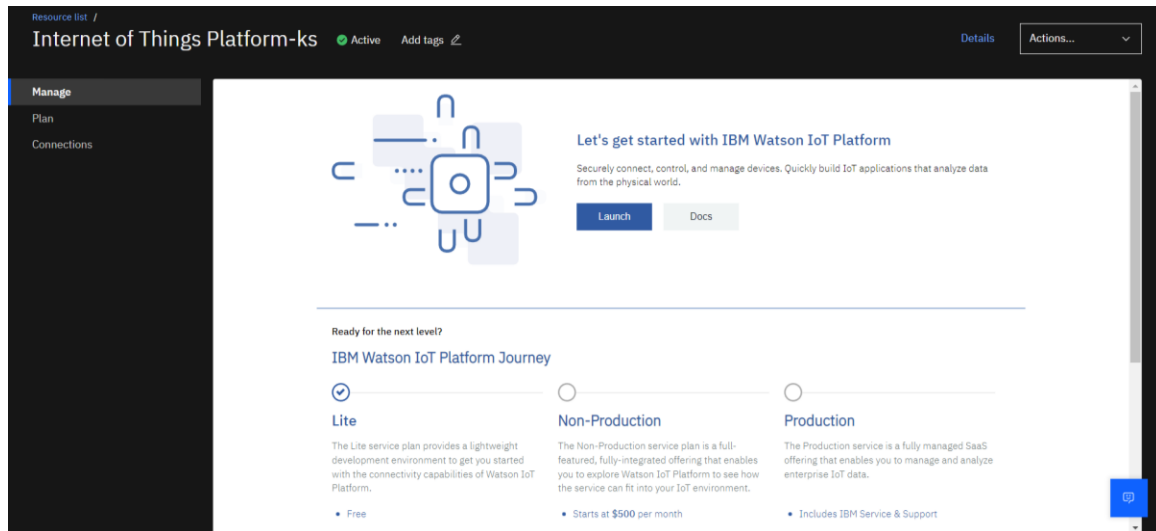 Resource list /
Internet of Things Platform-ks
Active
Add tags
Details
Actions...
Manage
Plan
Connections
Let's get started with IBM Watson IoT Platform
Securely connect, control, and manage devices. Quickly build IoT applications that analyze data
from the physical world.
Launch
Docs
Ready for the next level?
IBM Watson IoT Platform Journey
Lite
The Lite service plan provides a lightweight
development environment to get you started
with the connectivity capabilities of Watson IoT
Platform.
• Free
Non-Production
The Non-Production service plan is a full-
featured, fully-integrated offering that enables
you to explore Watson IoT Platform to see how
the service can fit into your IoT environment.
• Starts at $500 per month
Production
The Production service is a fully managed SaaS
offering that enables you to manage and analyze
enterprise IoT data.
• Includes IBM Service & Support